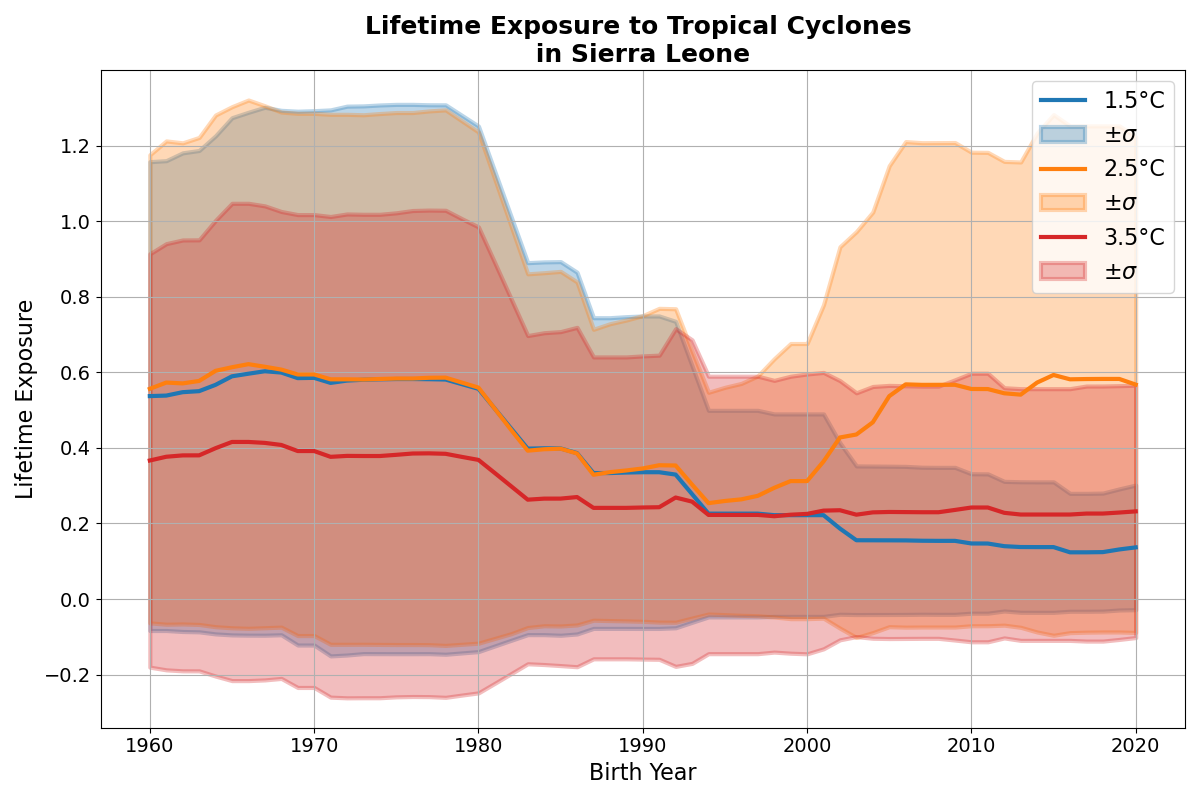 Lifetime Exposure to Tropical Cyclones
in Sierra Leone
1.5°C
±σ
2.5°C
±σ
3.5°C
±σ
Lifetime Exposure
1.2
1.0
0.8
0.6
0.4
0.2
0.0
−0.2
1960 1970 1980 1990 2000 2010 2020
Birth Year